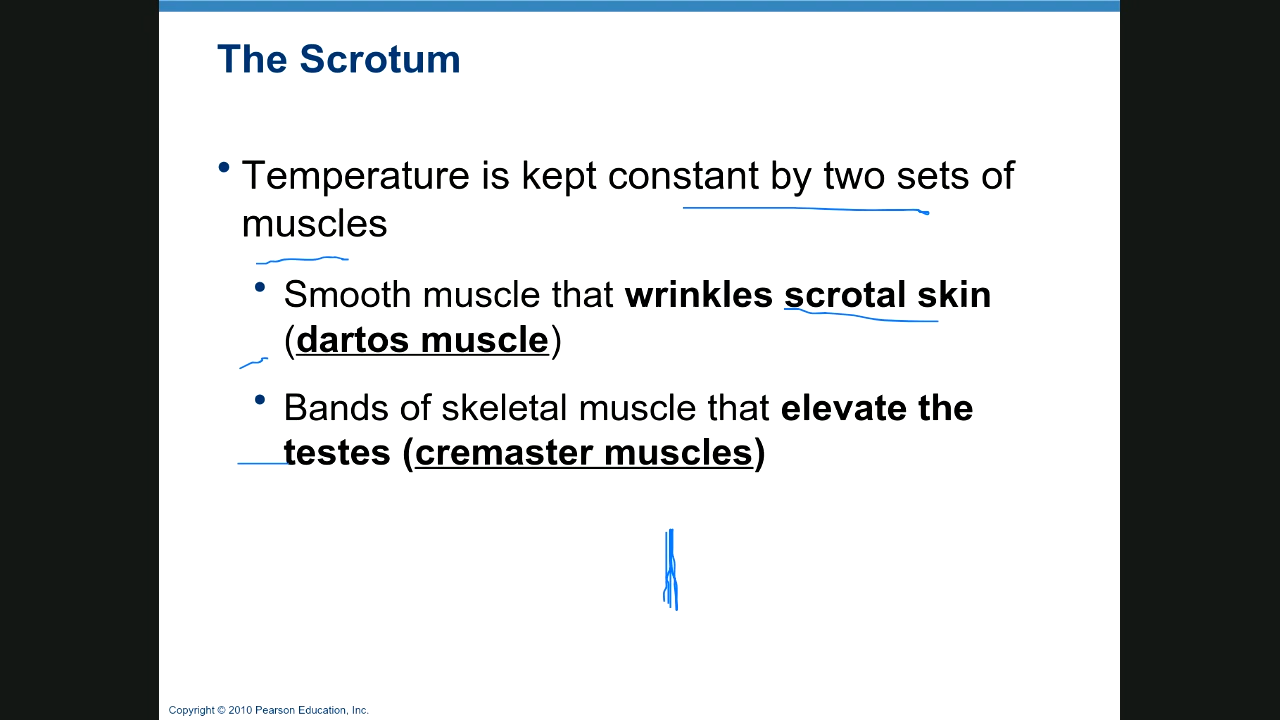 The Scrotum
• Temperature is kept constant by two sets of
muscles
• Smooth muscle that wrinkles scrotal skin
(dartos muscle)
• Bands of skeletal muscle that elevate the
testes (cremaster muscles)
Copyright © 2010 Pearson Education, Inc.